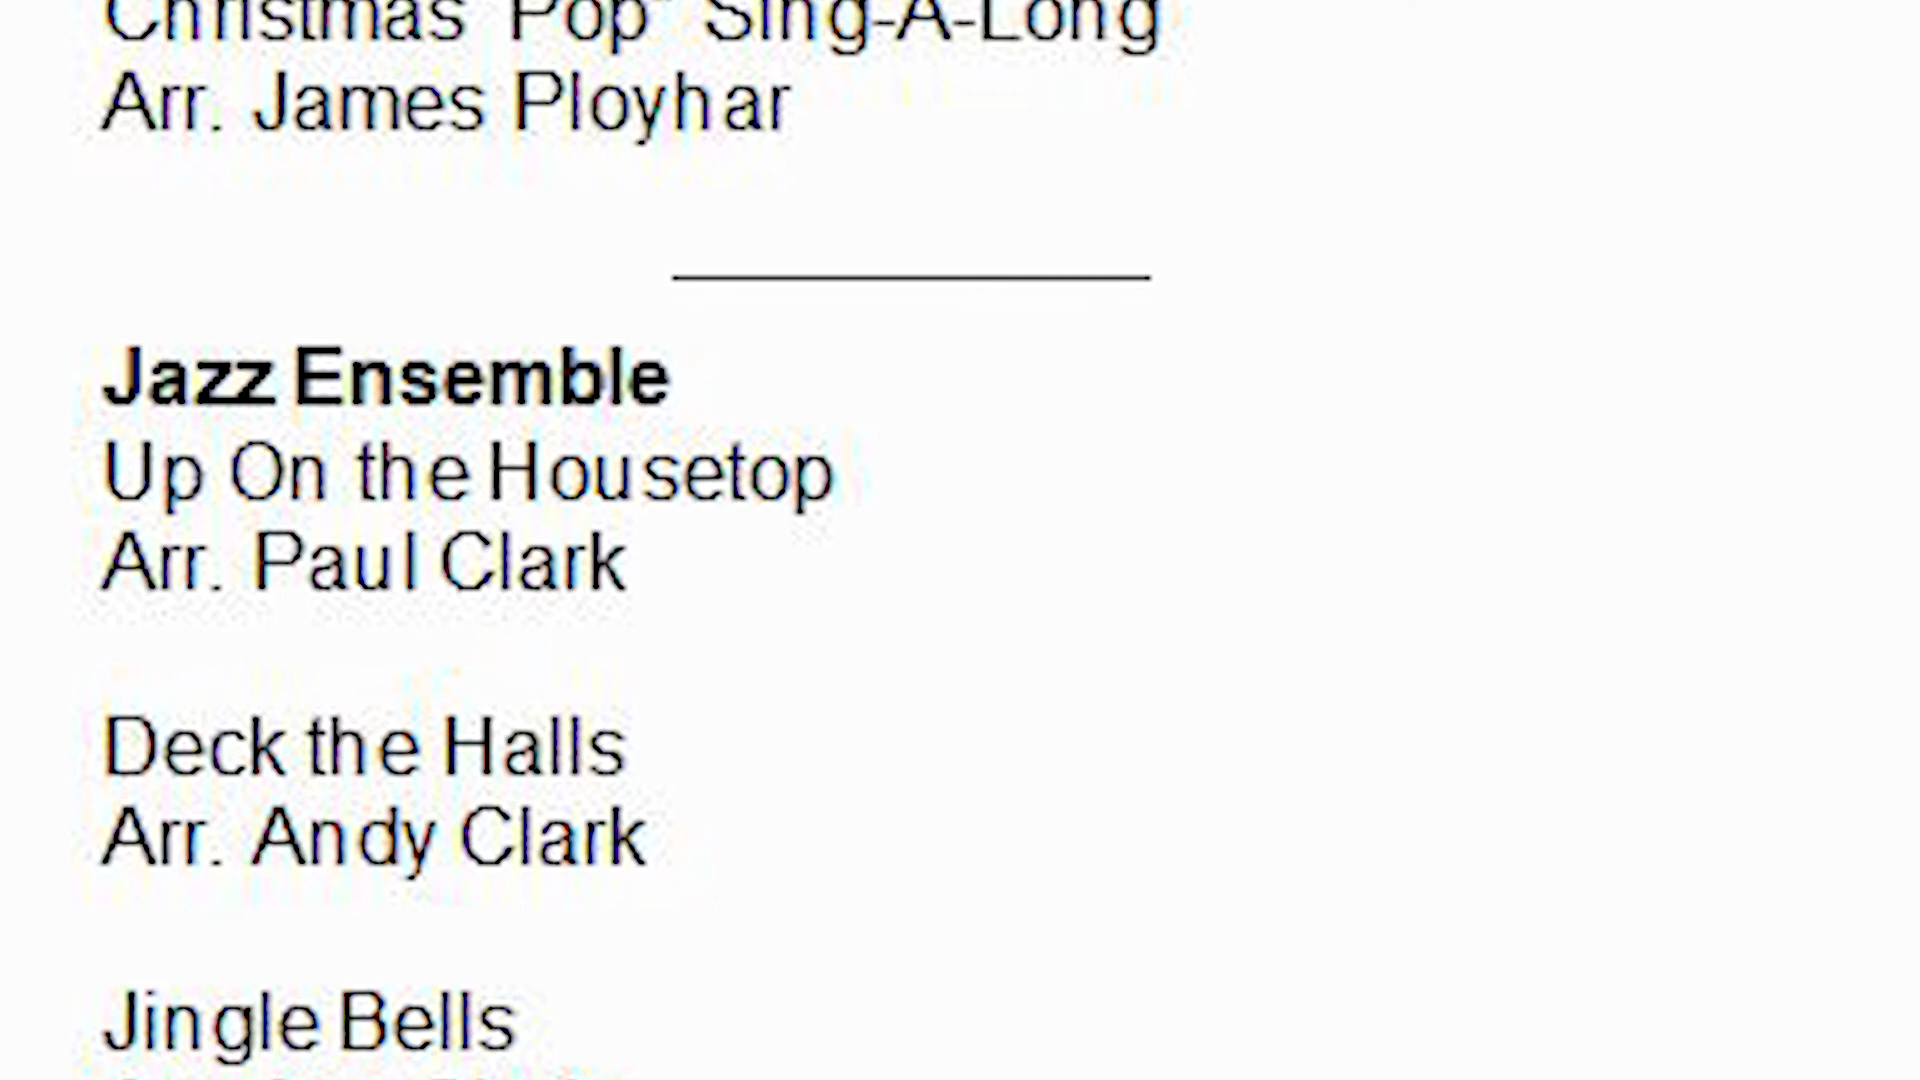 Christmas "Pop" Sing-A-Long
Arr. James Ployhar
Jazz Ensemble
Up On the Housetop
Arr. Paul Clark
Deck the Halls
Arr. Andy Clark
Jingle Bells